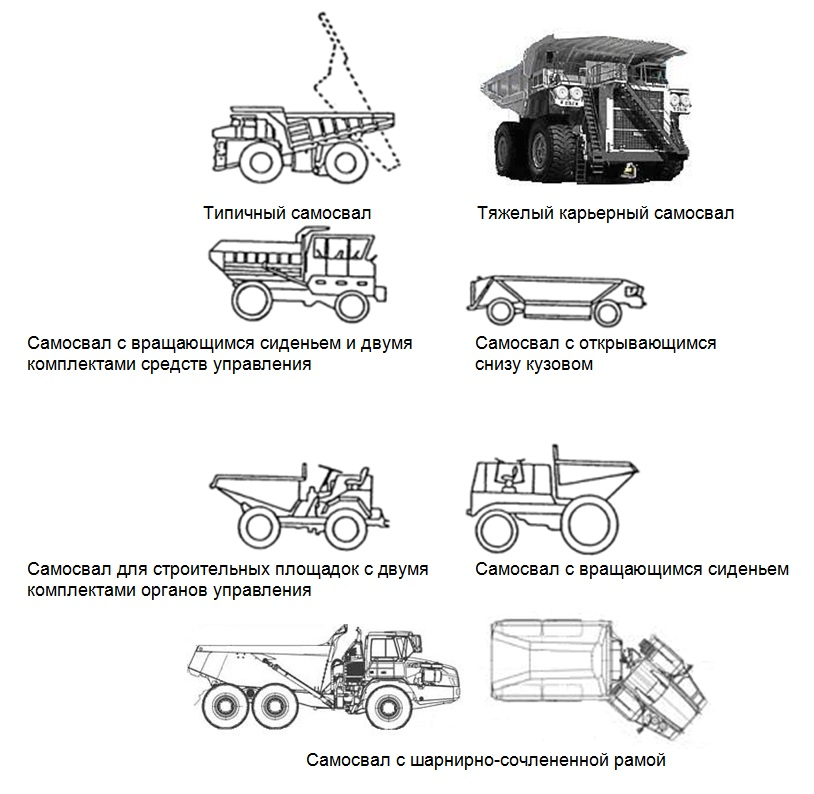 Типичный самосвал
Тяжелый карьерный самосвал
Самосвал с вращающимся сиденьем и двумя
комплектами средств управления
Самосвал с открывающимся
снизу кузовом
Самосвал для строительных площадок с двумя
комплектами органов управления
Самосвал с вращающимся сиденьем
Самосвал с шарнирно-сочлененной рамой